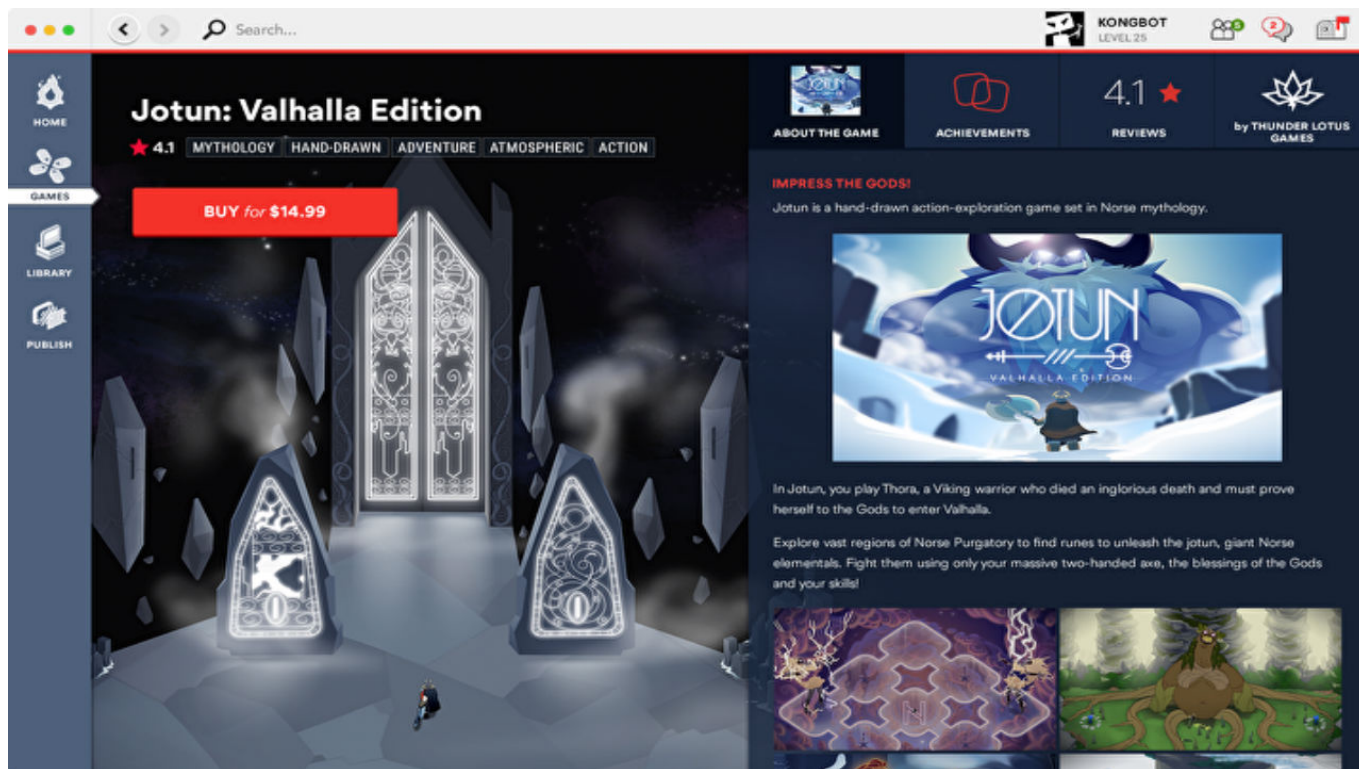 Search...
KONGBOT
LEVEL 25
5
2
HOME
GAMES
LIBRARY
PUBLISH
Jotun: Valhalla Edition
4.1 MYTHOLOGY HAND-DRAWN ADVENTURE ATMOSPHERIC ACTION
BUY for $14.99
JOTUN
ABOUT THE GAME
ACHIEVEMENTS
4.1
REVIEWS
by THUNDER LOTUS
GAMES
IMPRESS THE GODS!
Jotun is a hand-drawn action-exploration game set in Norse mythology.
JØTUN
VALHALLA EDITION
In Jotun, you play Thora, a Viking warrior who died an inglorious death and must prove
herself to the Gods to enter Valhalla.
Explore vast regions of Norse Purgatory to find runes to unleash the jotun, giant Norse
elementals. Fight them using only your massive two-handed axe, the blessings of the Gods
and your skills!